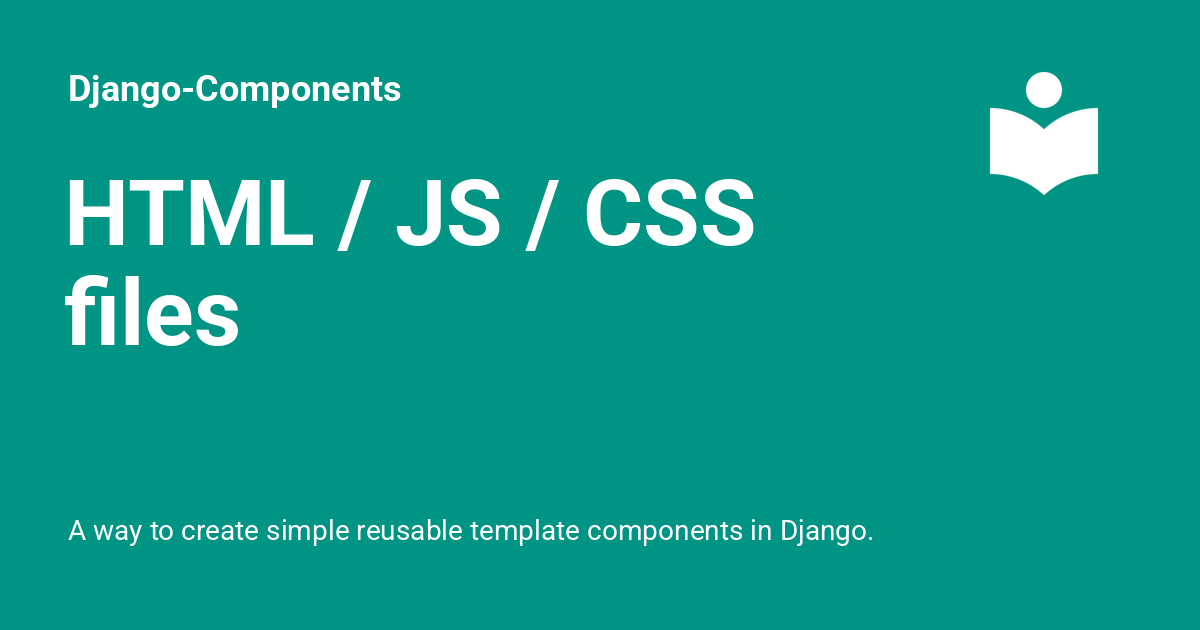 Django-Components
HTML / JS / CSS
files
A way to create simple reusable template components in Django.